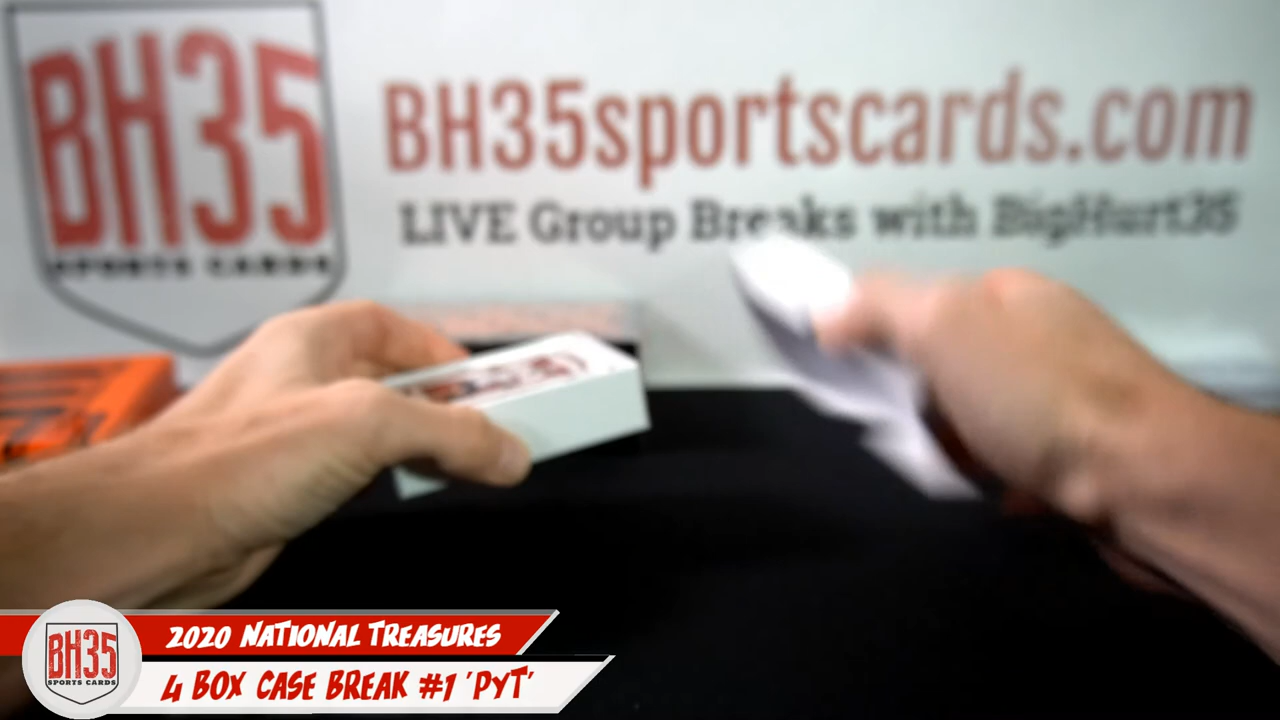 BH35
SPORTS CARDS
BH35sportscards.com
LIVE Group Breaks with BigHurt35
2020 NATIONAL TREASURES
4 BOX CASE BREAK #1 'PYT'
BH35
SPORTS CARDS